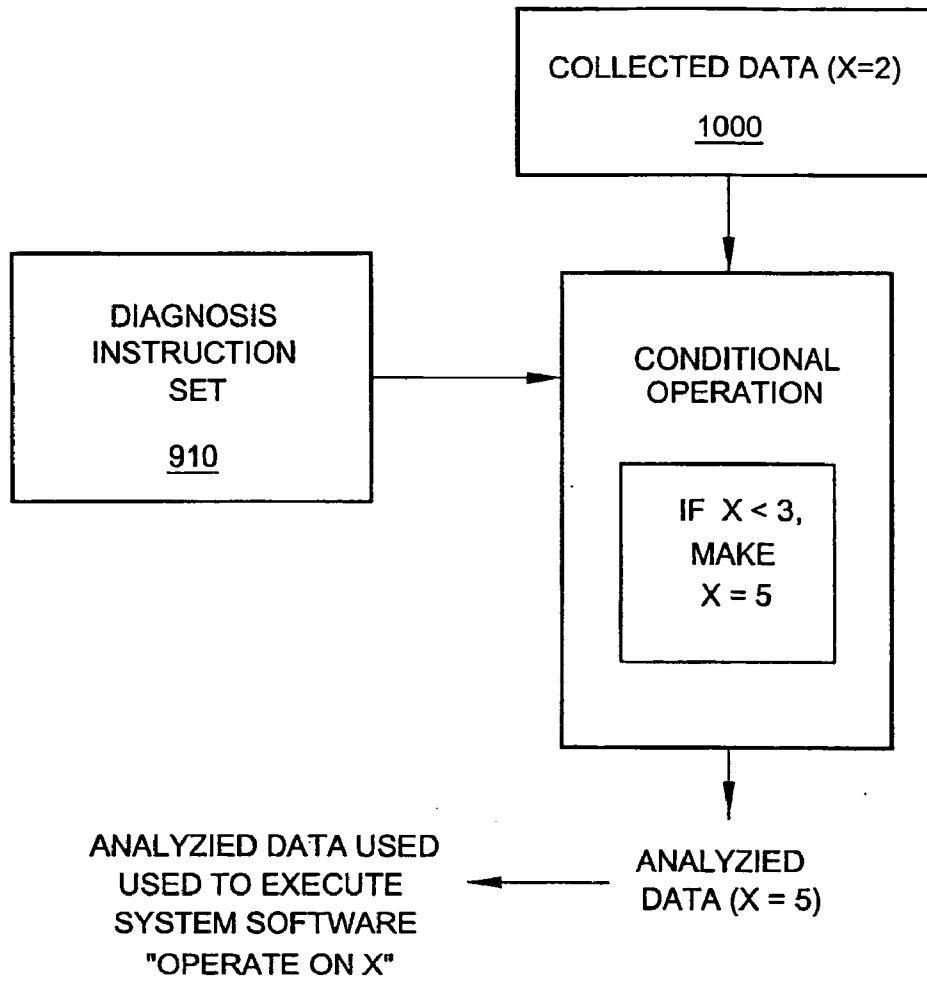 COLLECTED DATA (X=2)
1000
DIAGNOSIS
INSTRUCTION
SET
910
CONDITIONAL
OPERATION
IF X < 3,
MAKE
X = 5
ANALYZIED
DATA (X = 5)
ANALYZIED DATA USED
USED TO EXECUTE
SYSTEM SOFTWARE
"OPERATE ON X"